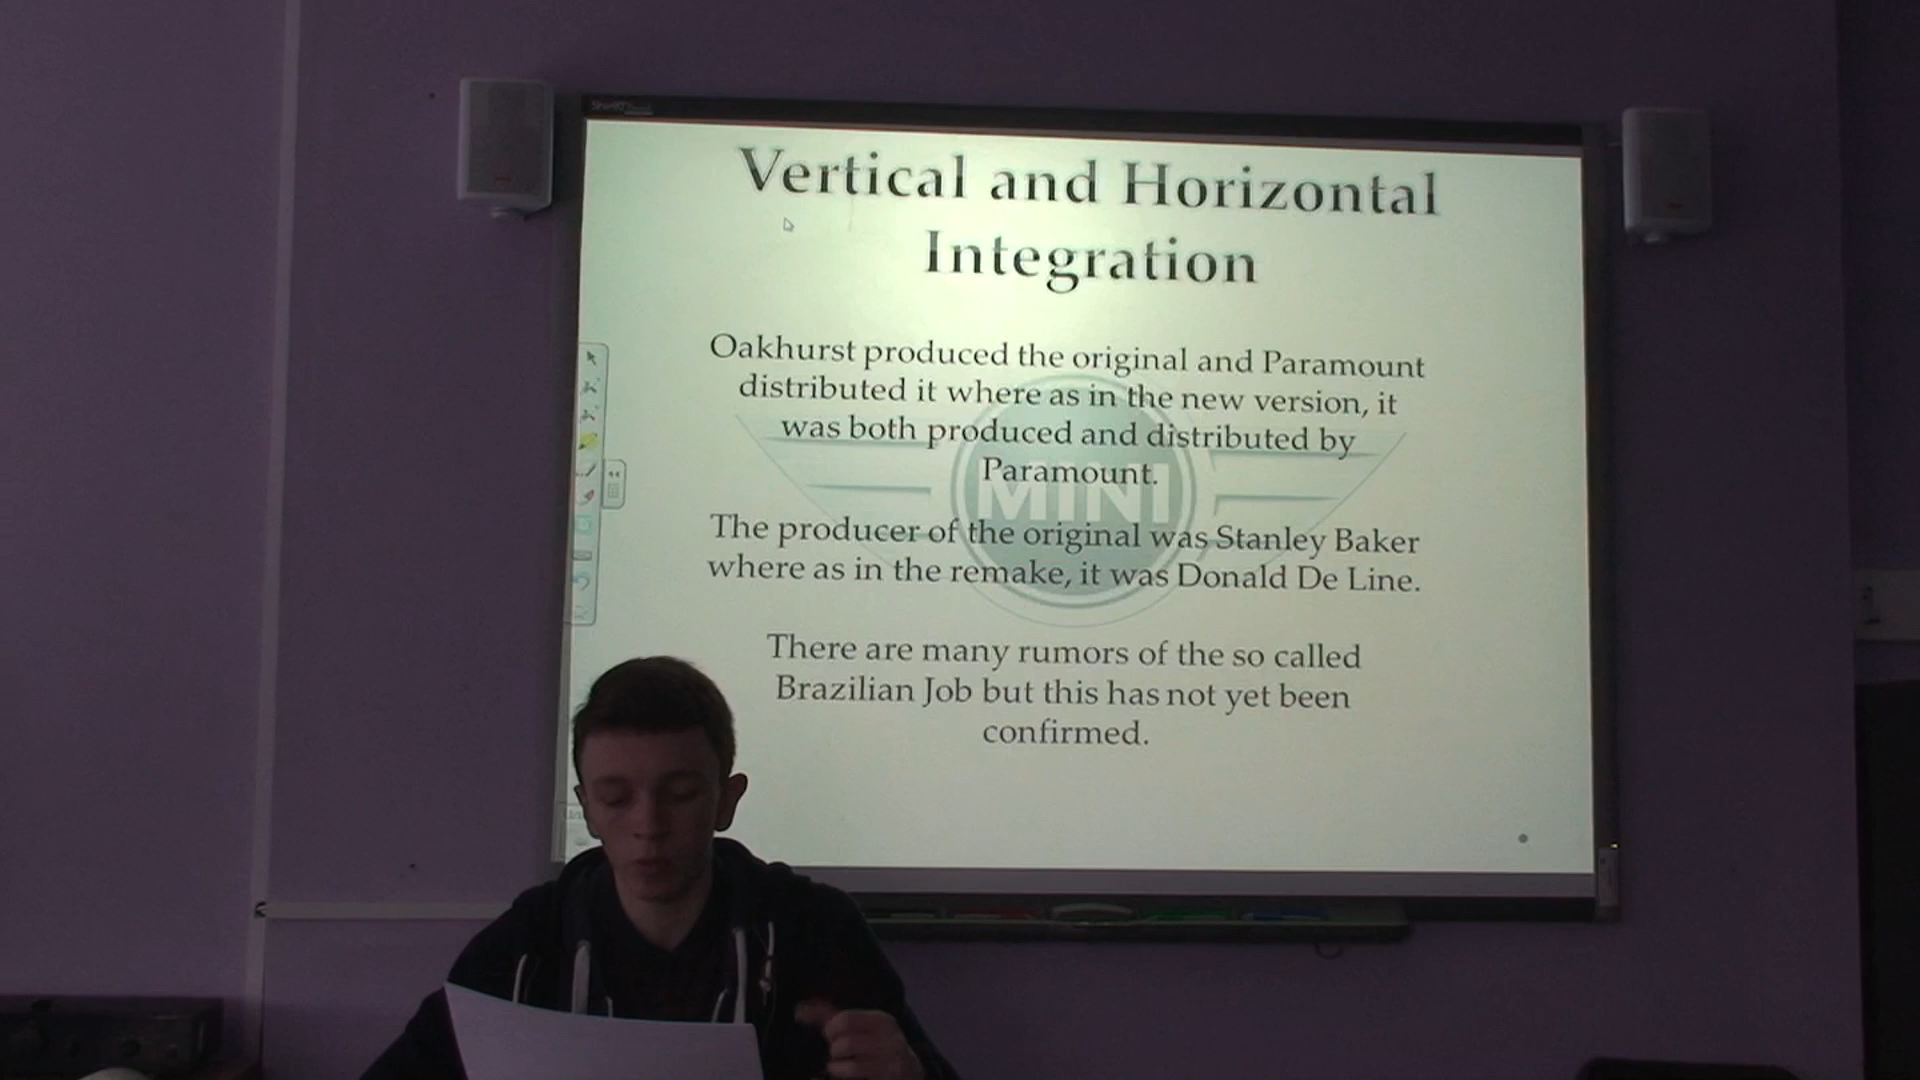 SMART
Vertical and Horizontal
Integration
Oakhurst produced the original and Paramount
distributed it where as in the new version, it
was both produced and distributed by
Paramount.
MINI
The producer of the original was Stanley Baker
where as in the remake, it was Donald De Line.
There are many rumors of the so called
Brazilian Job but this has not yet been
confirmed.